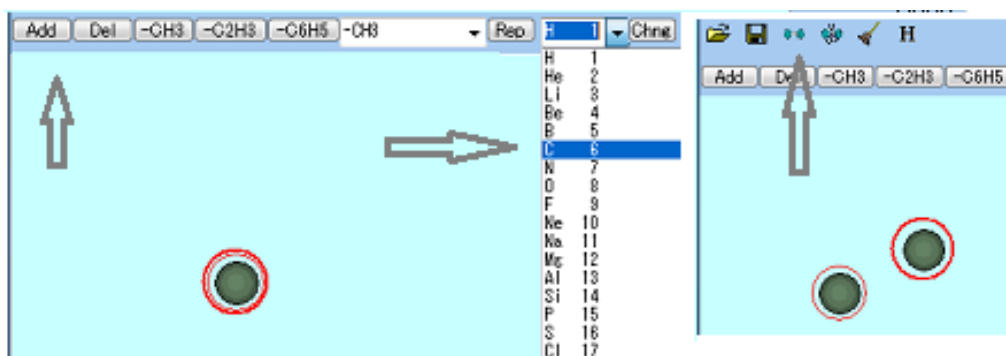 Add Del -CH3 -C2H3 -C6H5 -CH3 Rep
H 1 Chng
H 1
He 2
Li 3
Be 4
B 5
C 6
N 7
O 8
F 9
Ne 10
Na 11
Mg 12
Al 13
Si 14
P 15
S 16
Cl 17
H
Add Del -CH3 -C2H3 -C6H5